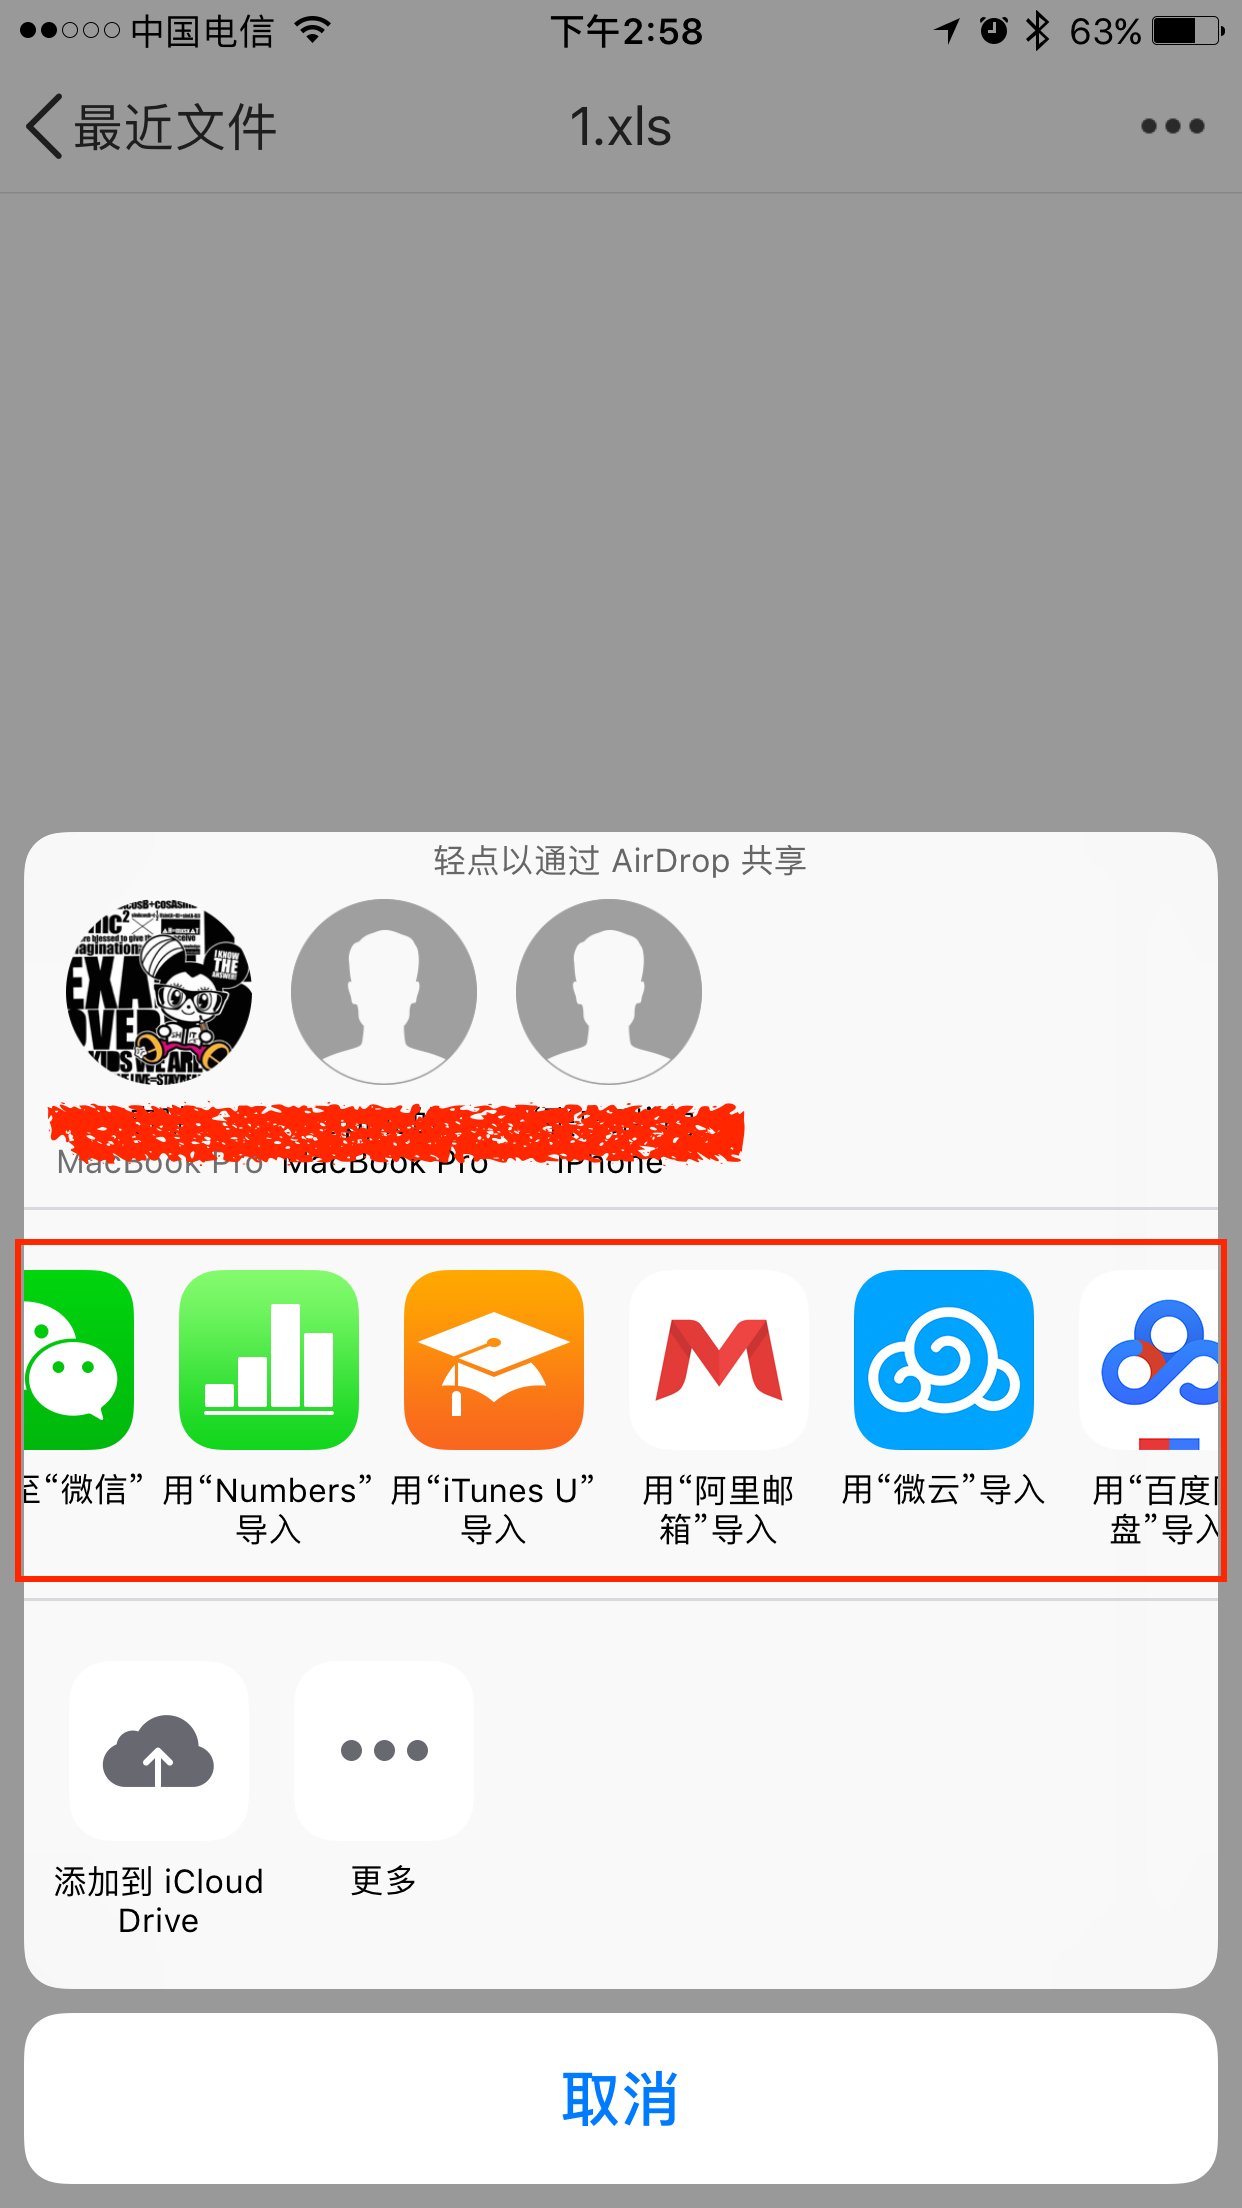 中国电信
下午2:58
63%
最近文件
1.xls
轻点以通过 AirDrop 共享
EXA
I KNOW
THE
MacBook Pro
MacBook Pro
iPhone
至“微信”
用“Numbers”
导入
用“iTunes U”
导入
用“阿里邮
箱”导入
用“微云”导入
用“百度
盘”导入
添加到 iCloud
Drive
更多
取消